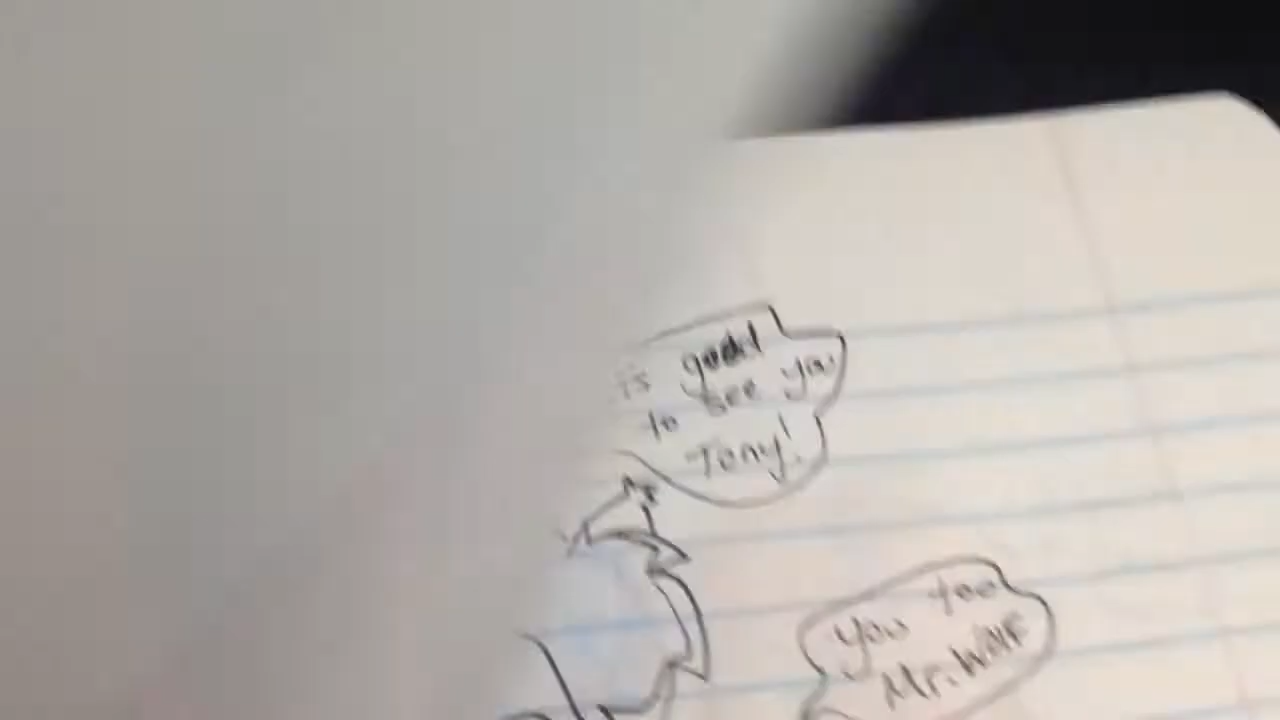 is good
to see you
Tony!
you too
Mr. Wolf